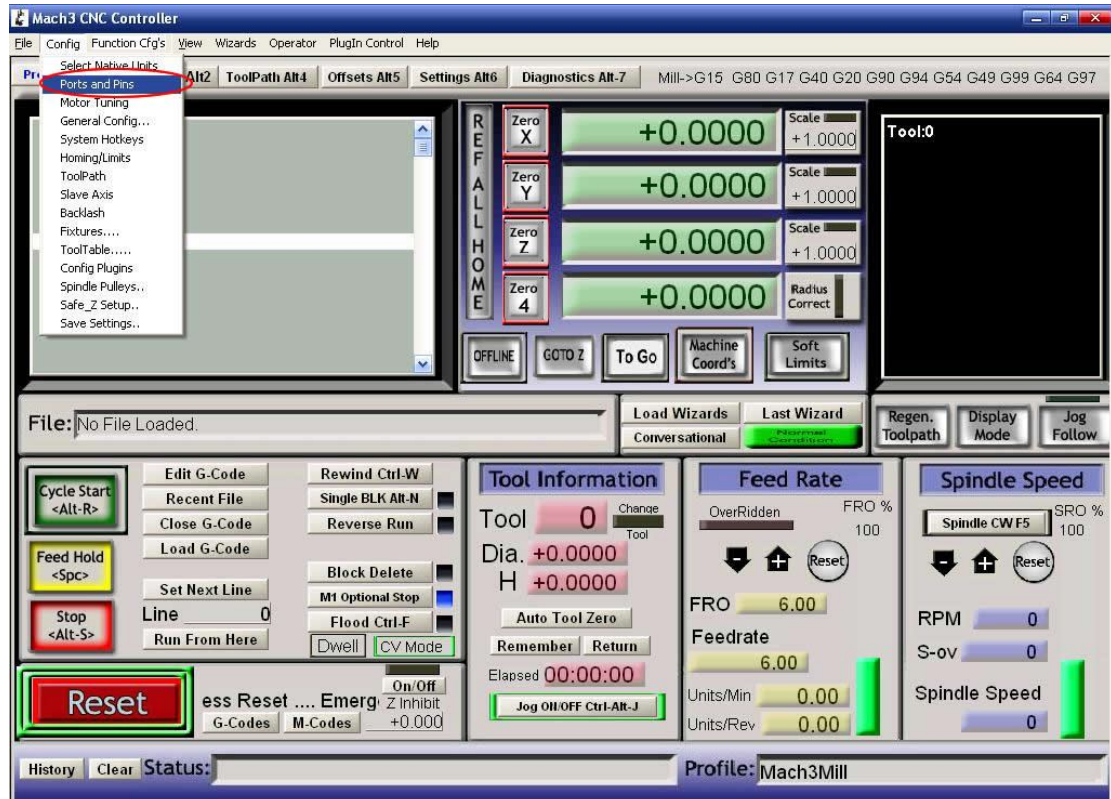 Mach3 CNC Controller
File Config Function Cfg's View Wizards Operator PlugIn Control Help
Select Native Units
Ports and Pins
Motor Tuning
General Config...
System Hotkeys
Homing/Limits
ToolPath
Slave Axis
Backlash
Fixtures....
ToolTable.....
Config Plugins
Spindle Pulleys..
Safe_Z Setup..
Save Settings..
Alt2 ToolPath Alt4 Offsets Alt5 Settings Alt6 Diagnostics Alt-7 Mill->G15 G80 G17 G40 G20 G90 G94 G54 G49 G99 G64 G97
REF ALL HOME
Zero X +0.0000 Scale +1.0000
Zero Y +0.0000 Scale +1.0000
Zero Z +0.0000 Scale +1.0000
Zero 4 +0.0000 Radius Correct
OFFLINE GOTO Z To Go Machine Coord's Soft Limits
Tool:0
File: No File Loaded.
Load Wizards Last Wizard
Conversational Normal Condition
Regen. Toolpath Display Mode Jog Follow
Cycle Start <Alt-R>
Feed Hold <Spc>
Stop <Alt-S>
Edit G-Code
Recent File
Close G-Code
Load G-Code
Set Next Line
Line 0
Run From Here
Rewind Ctrl-W
Single BLK Alt-N
Reverse Run
Block Delete
M1 Optional Stop
Flood Ctrl-F
Dwell CV Mode
Reset
ess Reset .... Emerg
G-Codes M-Codes
On/Off
Z Inhibit
+0.000
Tool Information
Tool 0 Change Tool
Dia. +0.0000
H +0.0000
Auto Tool Zero
Remember Return
Elapsed 00:00:00
Jog ON/OFF Ctrl-Alt-J
Feed Rate
OverRidden FRO % 100
Reset
FRO 6.00
Feedrate
6.00
Units/Min 0.00
Units/Rev 0.00
Spindle Speed
Spindle CW F5 SRO % 100
Reset
RPM 0
S-ov 0
Spindle Speed
0
History Clear Status: Profile: Mach3Mill